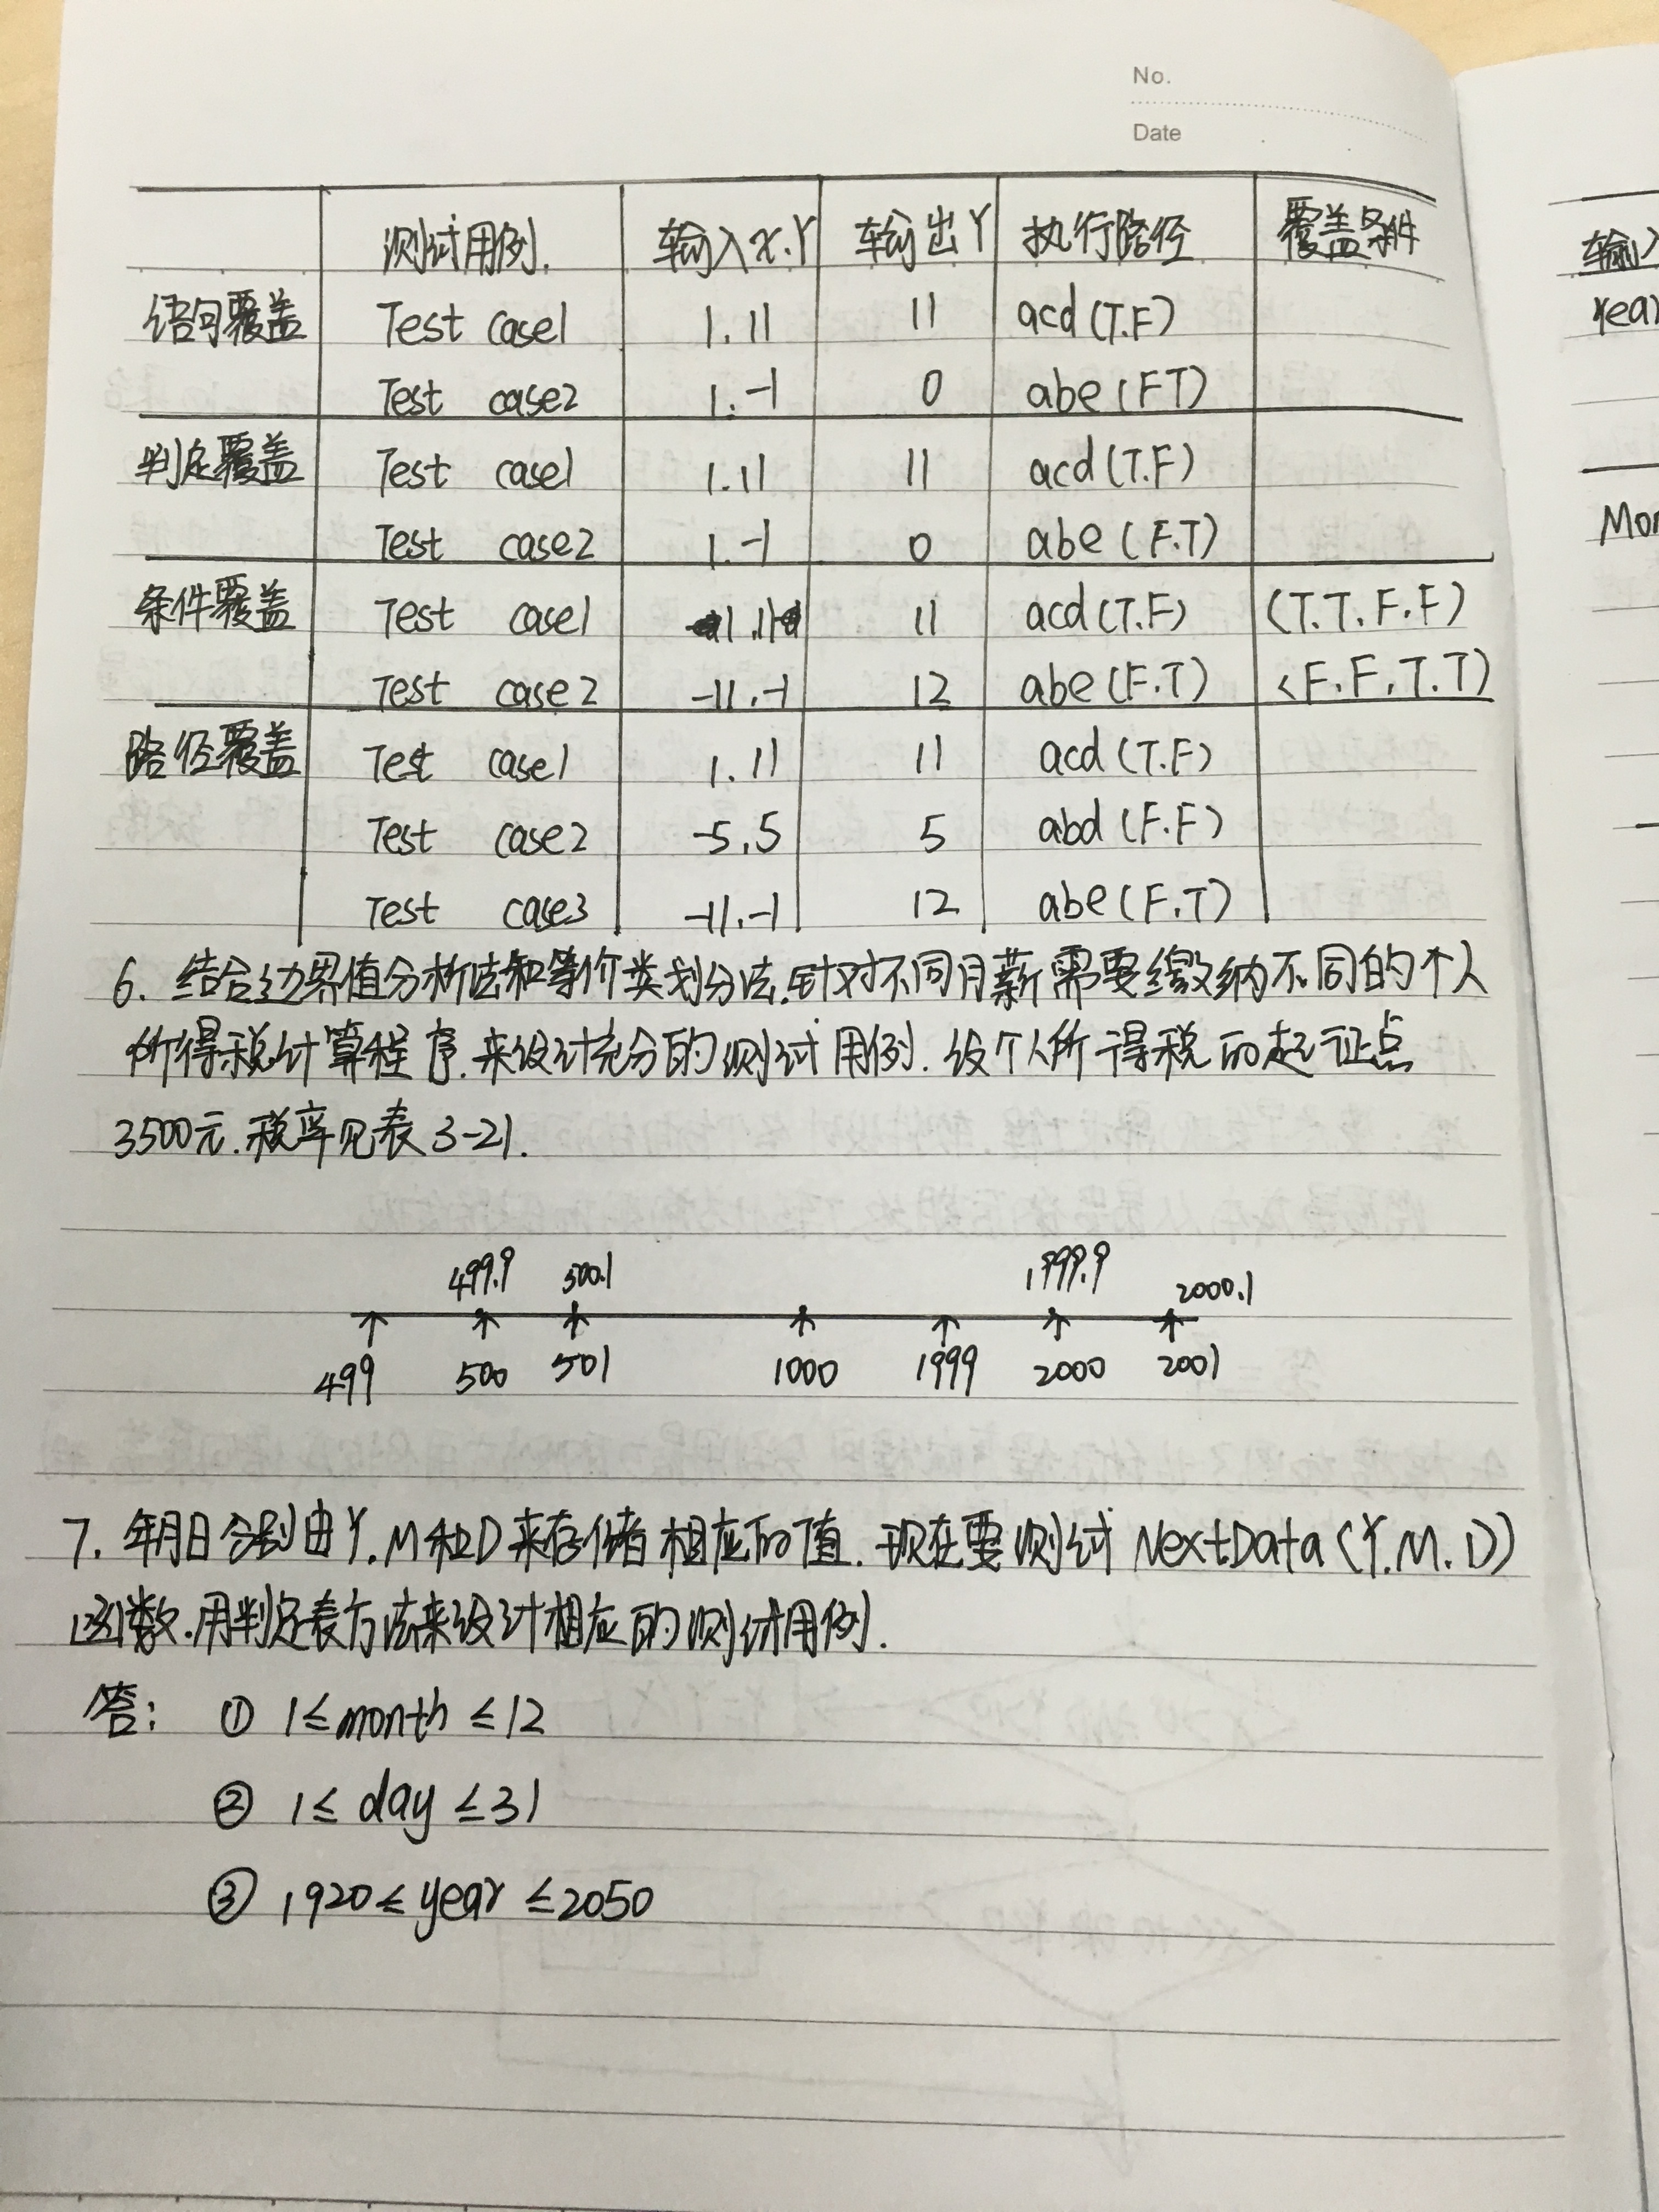 No.
Date
测试用例. 输入x.Y 输出Y 执行路径 覆盖条件
语句覆盖 Test case1 1.11 11 acd(T.F)
Test case2 1.-1 0 abe(FT)
判定覆盖 Test case1 1.11 11 acd(T.F)
Test case2 1.-1 0 abe(F.T)
条件覆盖 Test case1 1.11 11 acd(T.F) (T.T.F.F)
Test case2 -11.-1 12 abe(F.T) <F.F.T.T)
路径覆盖 Test case1 1.11 11 acd(T.F)
Test case2 -5.5 5 abd(F.F)
Test case3 -11.-1 12 abe(F.T)
6. 结合边界值分析法和等价类划分法.针对不同月薪需要缴纳不同的个人
所得税计算程序.来设计充分的测试用例.设个人所得税的起征点
3500元.税率见表3-21.
499.9 500.1 1999.9 2000.1
499 500 501 1000 1999 2000 2001
7. 年月日分别由Y.M和D来存储相应的值.现在要测试NextData(Y.M.D)
函数.用判定表方法来设计相应的测试用例.
答: ① 1≤month≤12
② 1≤day≤31
③ 1920≤year≤2050
输入
Year
Mon